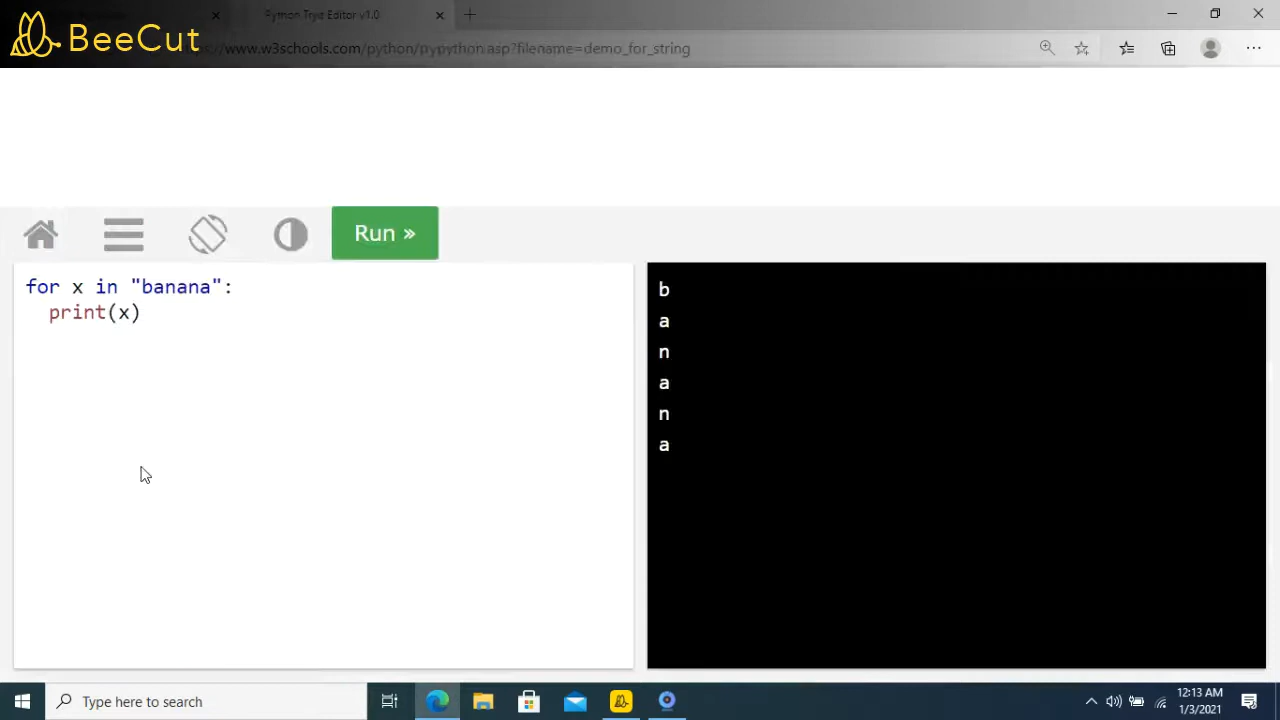 Python Tryit Editor v1.0
BeeCut
www.w3schools.com/python/trypython.asp?filename=demo_for_string
Run »
for x in "banana":
  print(x)
b
a
n
a
n
a
Type here to search
12:13 AM
1/3/2021